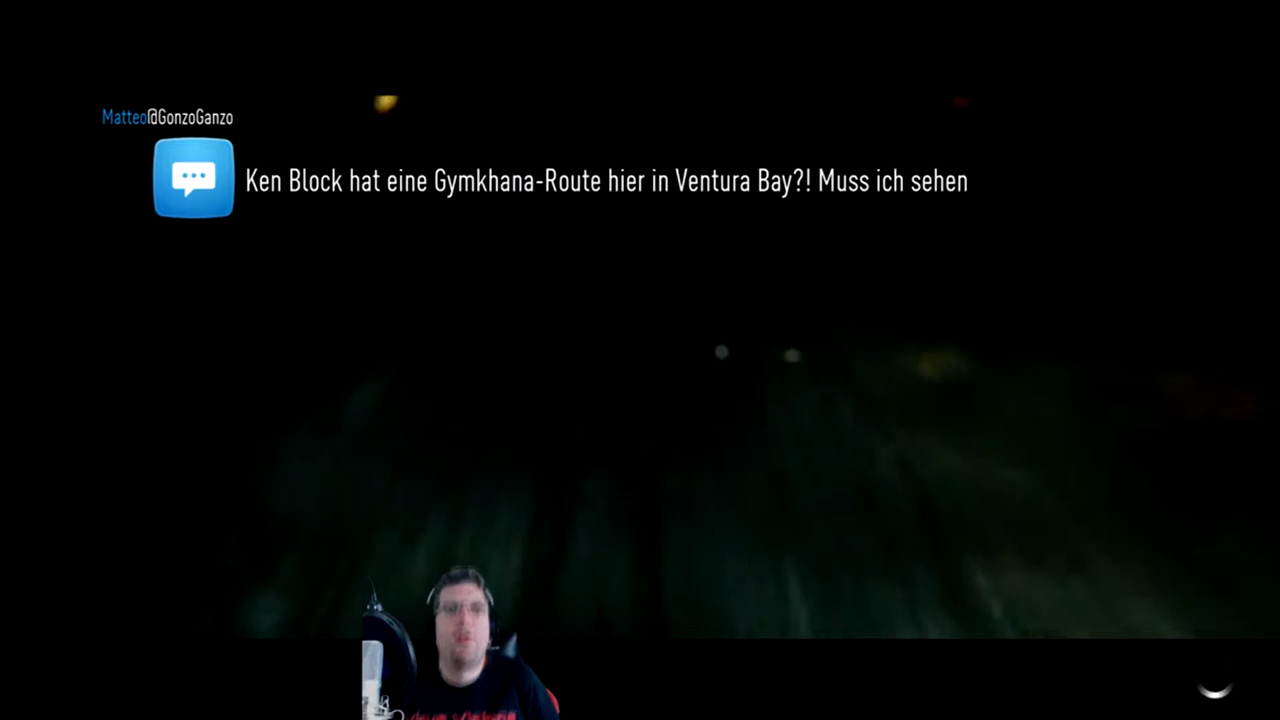 Matteo@GonzoGanzo
Ken Block hat eine Gymkhana-Route hier in Ventura Bay?! Muss ich sehen